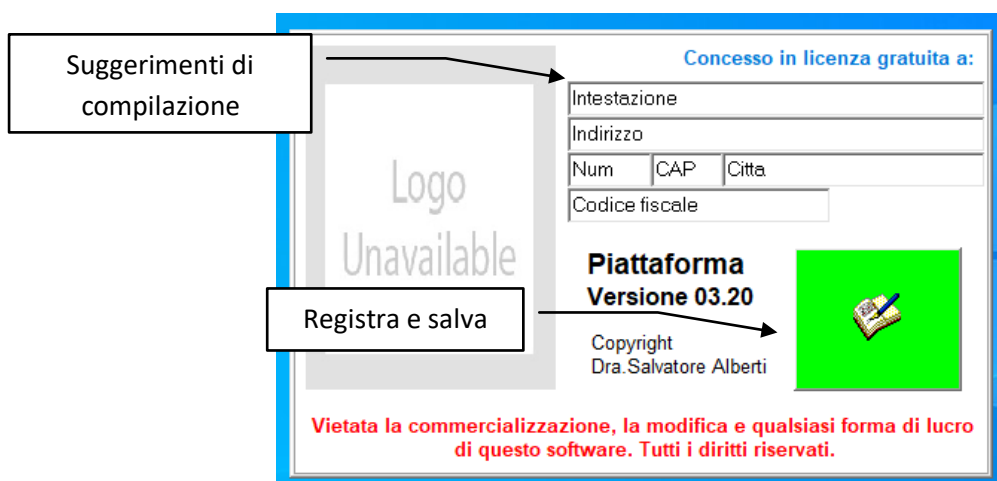 Suggerimenti di
compilazione
Concesso in licenza gratuita a:
Intestazione
Indirizzo
Num CAP Citta
Codice fiscale
Logo
Unavailable
Piattaforma
Versione 03.20
Registra e salva
Copyright
Dra.Salvatore Alberti
Vietata la commercializzazione, la modifica e qualsiasi forma di lucro
di questo software. Tutti i diritti riservati.